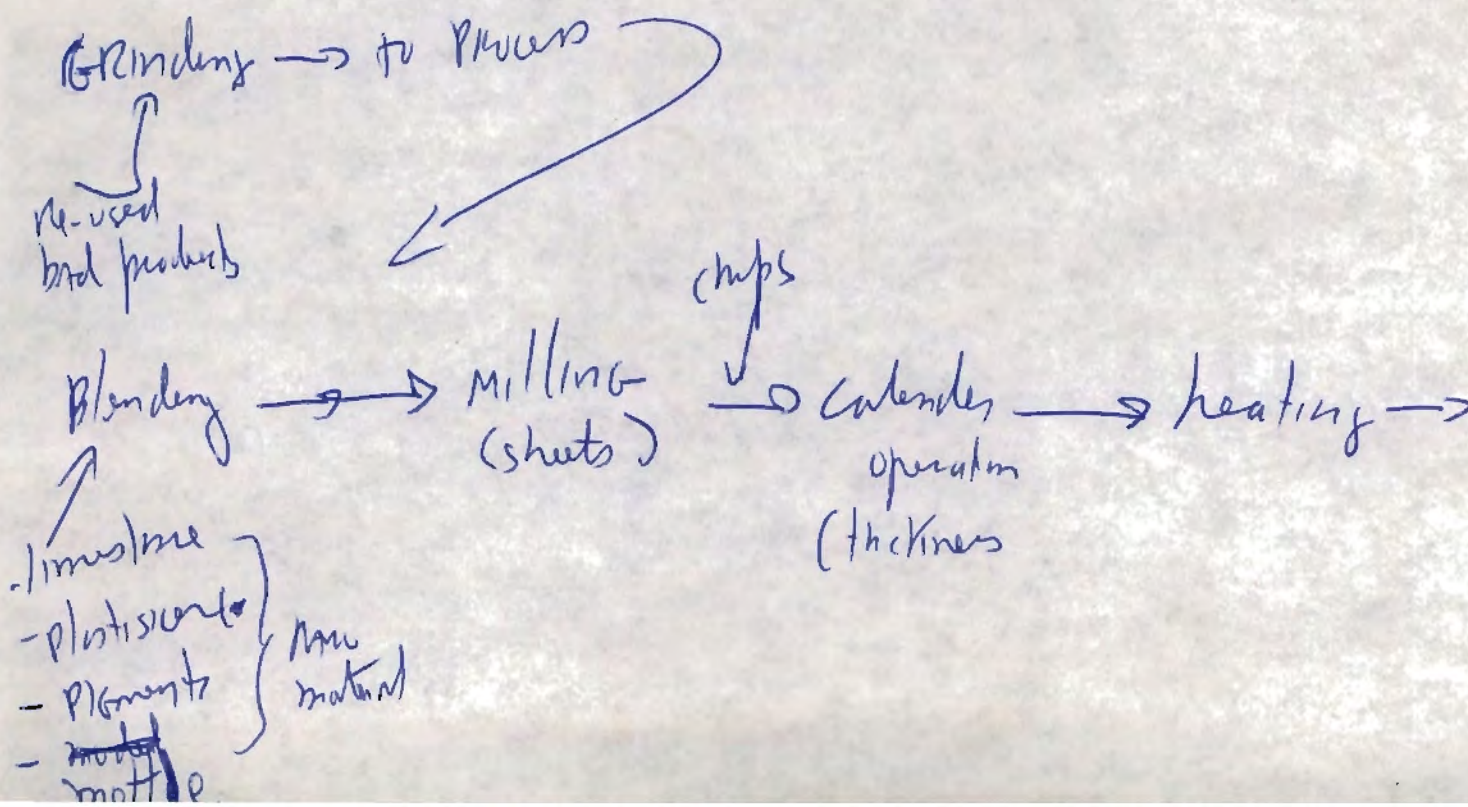 GRinding → to Process
re-used
bad products
chips
Blending → Milling → Calender → heating →
(sheets)
operation
(thickness
- limestone
- plastisizer
- PIGments
Raw
material
- mottle